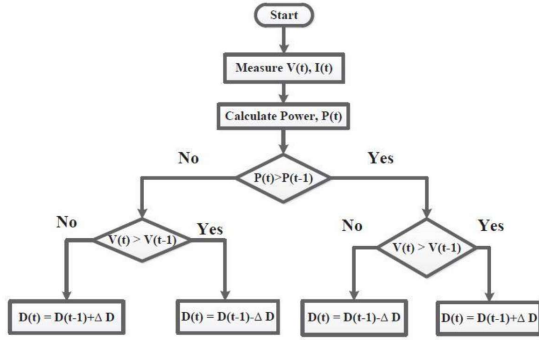 Start
Measure V(t), I(t)
Calculate Power, P(t)
No
Yes
P(t)>P(t-1)
No
Yes
V(t) > V(t-1)
No
Yes
V(t) > V(t-1)
D(t) = D(t-1)+Δ D
D(t) = D(t-1)-Δ D
D(t) = D(t-1)-Δ D
D(t) = D(t-1)+Δ D